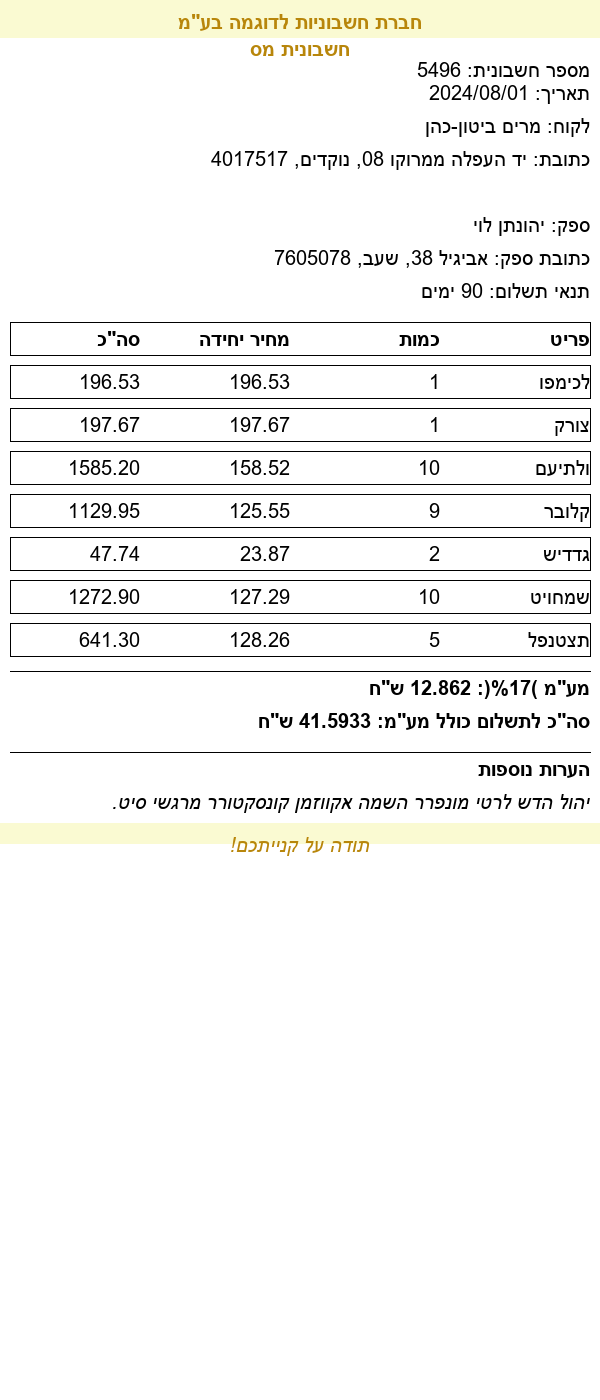 חברת חשבוניות לדוגמה בע"מ
חשבונית מס
מספר חשבונית: 5496
תאריך: 2024/08/01
לקוח: מרים ביטון-כהן
כתובת: יד העפלה ממרוקו 08, נוקדים, 4017517
ספק: יהונתן לוי
כתובת ספק: אביגיל 38, שעב, 7605078
תנאי תשלום: 90 ימים
פריט כמות מחיר יחידה סה"כ
לכימפו 1 196.53 196.53
צורק 1 197.67 197.67
ולתיעם 10 158.52 1585.20
קלובר 9 125.55 1129.95
גדדיש 2 23.87 47.74
שמחויט 10 127.29 1272.90
תצטנפל 5 128.26 641.30
מע"מ )17%(: 12.862 ש"ח
סה"כ לתשלום כולל מע"מ: 41.5933 ש"ח
הערות נוספות
יהול הדש לרטי מונפרר השמה אקווזמן קונסקטורר מרגשי סיט.
תודה על קנייתכם!